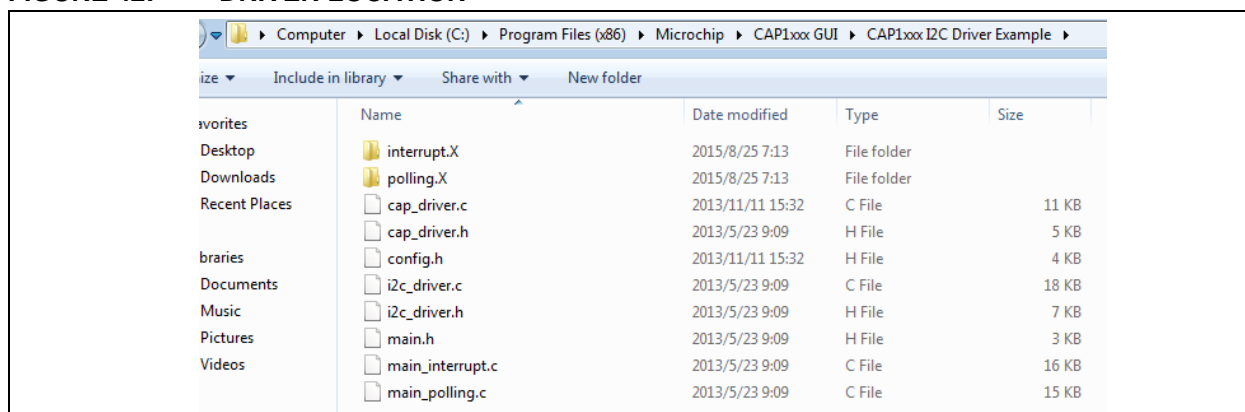 Computer ▸ Local Disk (C:) ▸ Program Files (x86) ▸ Microchip ▸ CAP1xxx GUI ▸ CAP1xxx I2C Driver Example ▸
ize Include in library Share with New folder
Name Date modified Type Size
avorites
Desktop interrupt.X 2015/8/25 7:13 File folder
Downloads polling.X 2015/8/25 7:13 File folder
Recent Places cap_driver.c 2013/11/11 15:32 C File 11 KB
cap_driver.h 2013/5/23 9:09 H File 5 KB
braries config.h 2013/11/11 15:32 H File 4 KB
Documents i2c_driver.c 2013/5/23 9:09 C File 18 KB
Music i2c_driver.h 2013/5/23 9:09 H File 7 KB
Pictures main.h 2013/5/23 9:09 H File 3 KB
Videos main_interrupt.c 2013/5/23 9:09 C File 16 KB
main_polling.c 2013/5/23 9:09 C File 15 KB